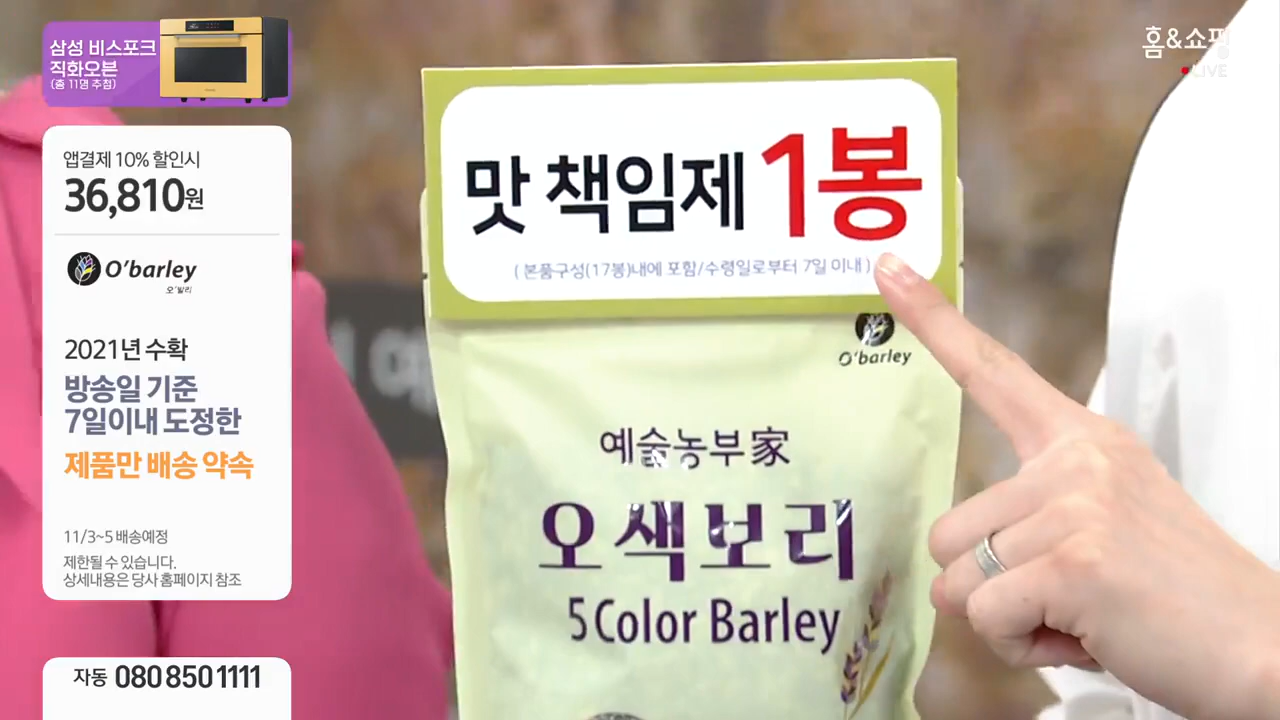 삼성 비스포크
직화오븐
(총 11명 추첨)
앱결제 10% 할인시
36,810원
O'barley
오'발리
2021년 수확
방송일 기준
7일이내 도정한
제품만 배송 약속
11/3~5 배송예정
제한될 수 있습니다.
상세내용은 당사 홈페이지 참조
자동 080 850 1111
홈&쇼핑
LIVE
맛 책임제 1봉
( 본품구성(17봉)내에 포함/수령일로부터 7일 이내 )
O'barley
예술농부家
오색보리
5 Color Barley